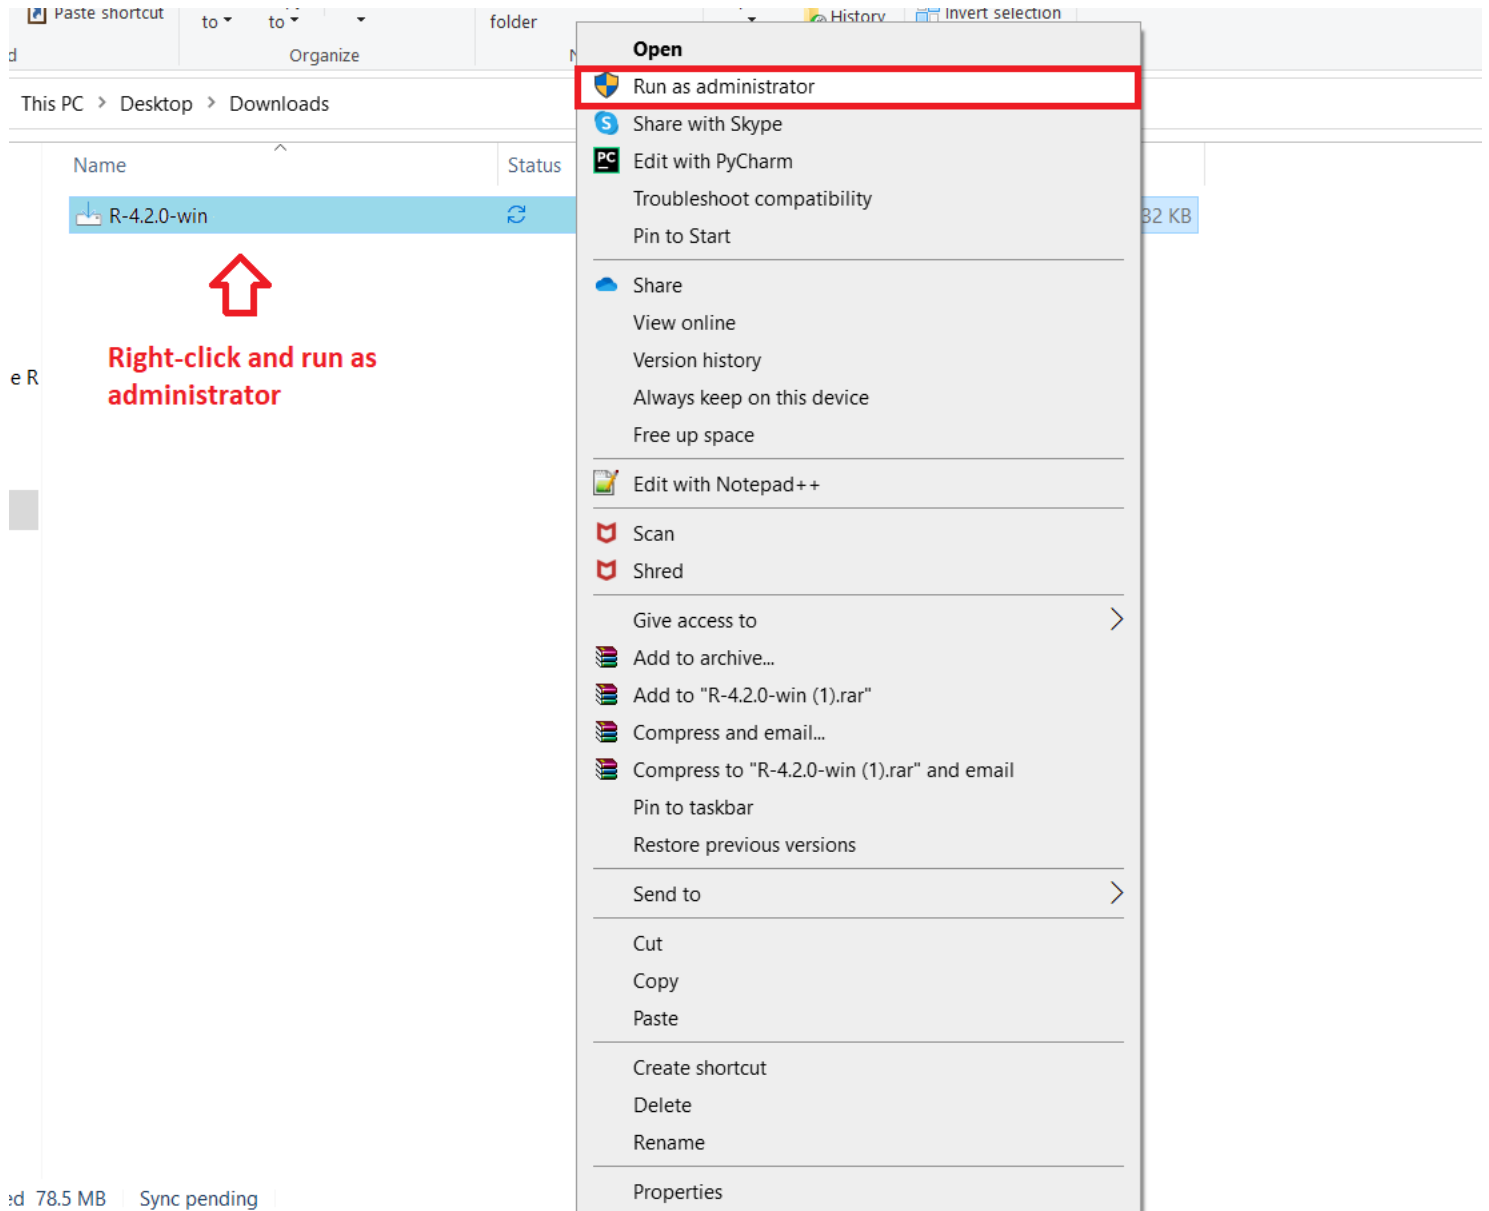 Paste shortcut
to
to
folder
History
Invert selection
Organize
This PC > Desktop > Downloads
Name
Status
R-4.2.0-win
32 KB
Right-click and run as
administrator
e R
Open
Run as administrator
S Share with Skype
PC Edit with PyCharm
Troubleshoot compatibility
Pin to Start
Share
View online
Version history
Always keep on this device
Free up space
Edit with Notepad++
Scan
Shred
Give access to
Add to archive...
Add to "R-4.2.0-win (1).rar"
Compress and email...
Compress to "R-4.2.0-win (1).rar" and email
Pin to taskbar
Restore previous versions
Send to
Cut
Copy
Paste
Create shortcut
Delete
Rename
Properties
ed 78.5 MB Sync pending